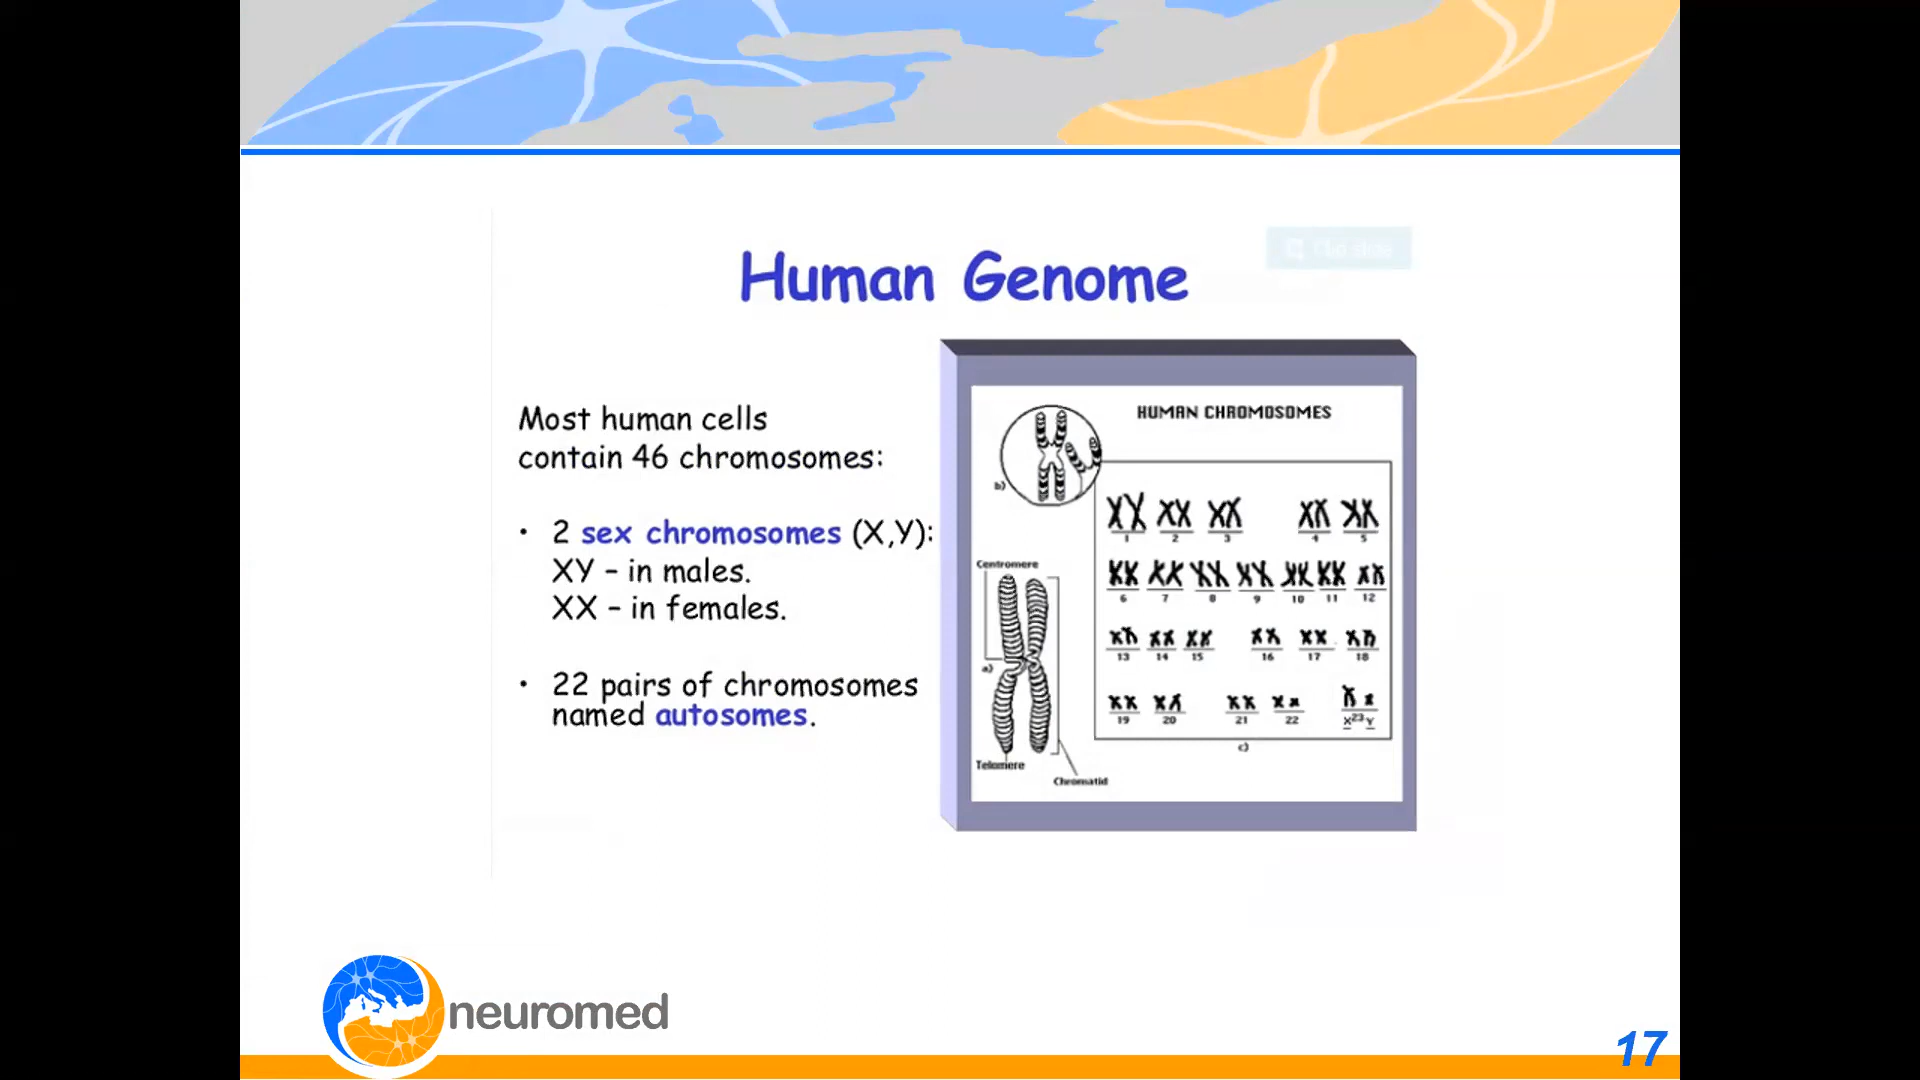 Human Genome
Most human cells
contain 46 chromosomes:
• 2 sex chromosomes (X,Y):
XY – in males.
XX – in females.
• 22 pairs of chromosomes
named autosomes.
HUMAN CHROMOSOMES
b)
1 2 3 4 5
Centromere
6 7 8 9 10 11 12
a)
13 14 15 16 17 18
19 20 21 22 X 23 Y
c)
Telomere
Chromatid
neuromed
17